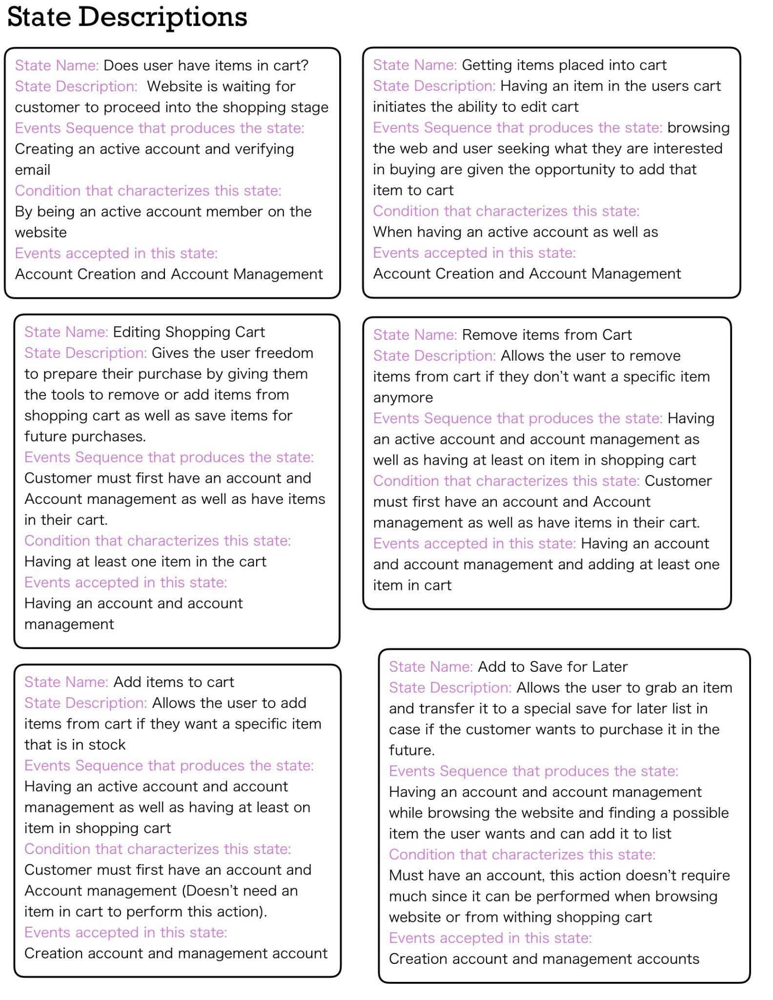 State Descriptions
State Name: Does user have items in cart?
State Description:  Website is waiting for
customer to proceed into the shopping stage
Events Sequence that produces the state:
Creating an active account and verifying
email
Condition that characterizes this state:
By being an active account member on the
website
Events accepted in this state:
Account Creation and Account Management
State Name: Getting items placed into cart
State Description: Having an item in the users cart
initiates the ability to edit cart
Events Sequence that produces the state: browsing
the web and user seeking what they are interested
in buying are given the opportunity to add that
item to cart
Condition that characterizes this state:
When having an active account as well as
Events accepted in this state:
Account Creation and Account Management
State Name: Editing Shopping Cart
State Description: Gives the user freedom
to prepare their purchase by giving them
the tools to remove or add items from
shopping cart as well as save items for
future purchases.
Events Sequence that produces the state:
Customer must first have an account and
Account management as well as have items
in their cart.
Condition that characterizes this state:
Having at least one item in the cart
Events accepted in this state:
Having an account and account
management
State Name: Remove items from Cart
State Description: Allows the user to remove
items from cart if they don’t want a specific item
anymore
Events Sequence that produces the state: Having
an active account and account management as
well as having at least on item in shopping cart
Condition that characterizes this state: Customer
must first have an account and Account
management as well as have items in their cart.
Events accepted in this state: Having an account
and account management and adding at least one
item in cart
State Name: Add items to cart
State Description: Allows the user to add
items from cart if they want a specific item
that is in stock
Events Sequence that produces the state:
Having an active account and account
management as well as having at least on
item in shopping cart
Condition that characterizes this state:
Customer must first have an account and
Account management (Doesn’t need an
item in cart to perform this action).
Events accepted in this state:
Creation account and management account
State Name: Add to Save for Later
State Description: Allows the user to grab an item
and transfer it to a special save for later list in
case if the customer wants to purchase it in the
future.
Events Sequence that produces the state:
Having an account and account management
while browsing the website and finding a possible
item the user wants and can add it to list
Condition that characterizes this state:
Must have an account, this action doesn’t require
much since it can be performed when browsing
website or from withing shopping cart
Events accepted in this state:
Creation account and management accounts